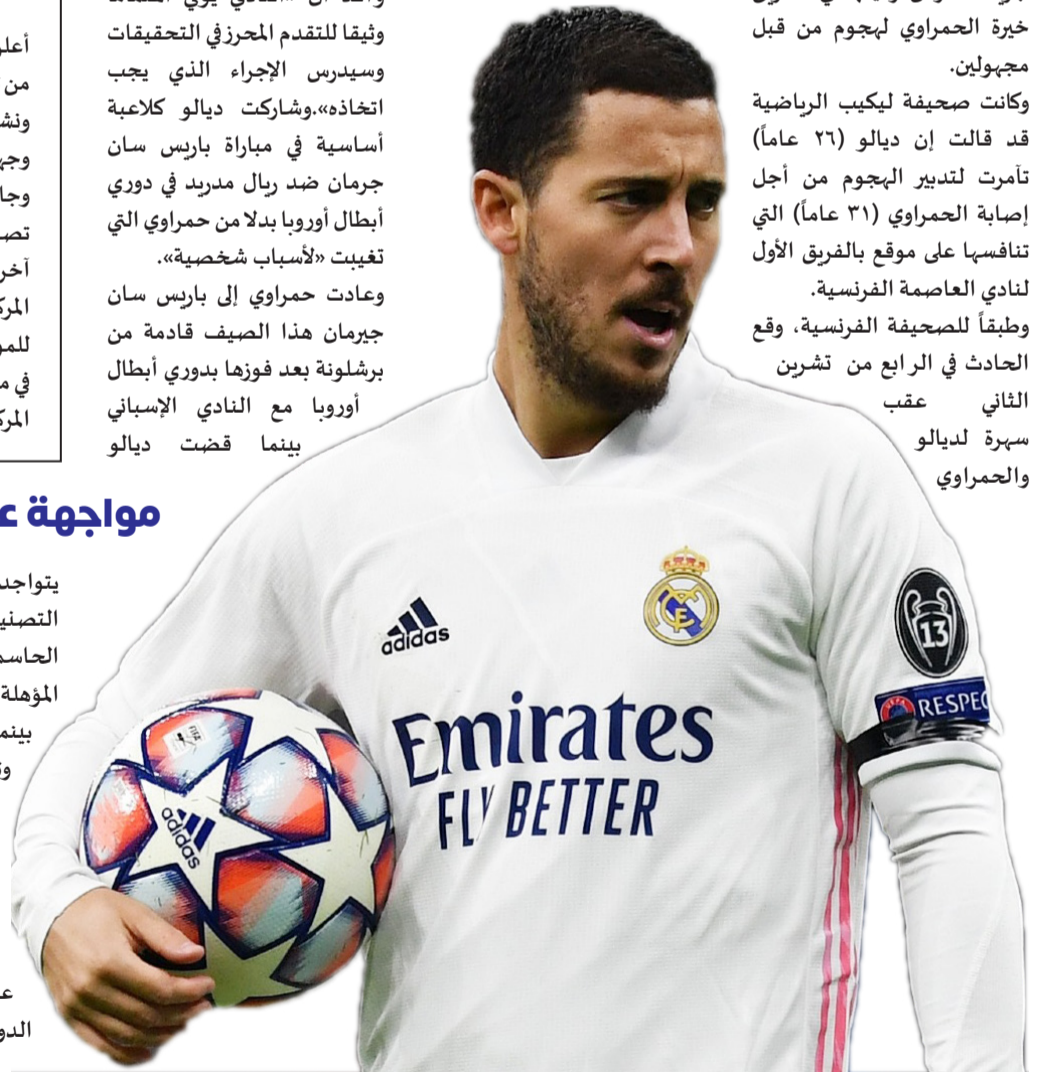 خيرة الحمراوي لهجوم من قبل
مجهولين.
وكانت صحيفة ليكيب الرياضية
قد قالت إن ديالو (٢٦ عاماً)
تآمرت لتدبير الهجوم من أجل
إصابة الحمراوي (٣١ عاماً) التي
تنافسها على موقع بالفريق الأول
لنادي العاصمة الفرنسية.
وطبقاً للصحيفة الفرنسية، وقع
الحادث في الرابع من تشرين
الثاني عقب
سهرة لديالو
والحمراوي
وثيقا للتقدم المحرز في التحقيقات
وسيدرس الإجراء الذي يجب
اتخاذه».وشاركت ديالو كلاعبة
أساسية في مباراة باريس سان
جرمان ضد ريال مدريد في دوري
أبطال أوروبا بدلا من حمراوي التي
تغيبت «لأسباب شخصية».
وعادت حمراوي إلى باريس سان
جيرمان هذا الصيف قادمة من
برشلونة بعد فوزها بدوري أبطال
أوروبا مع النادي الإسباني
بينما قضت ديالو
من
في
مواجهة
يتواجد
المؤهلة
adidas
13
UEFA
RESPEC
Emirates
FLY BETTER
FIFA
adidas